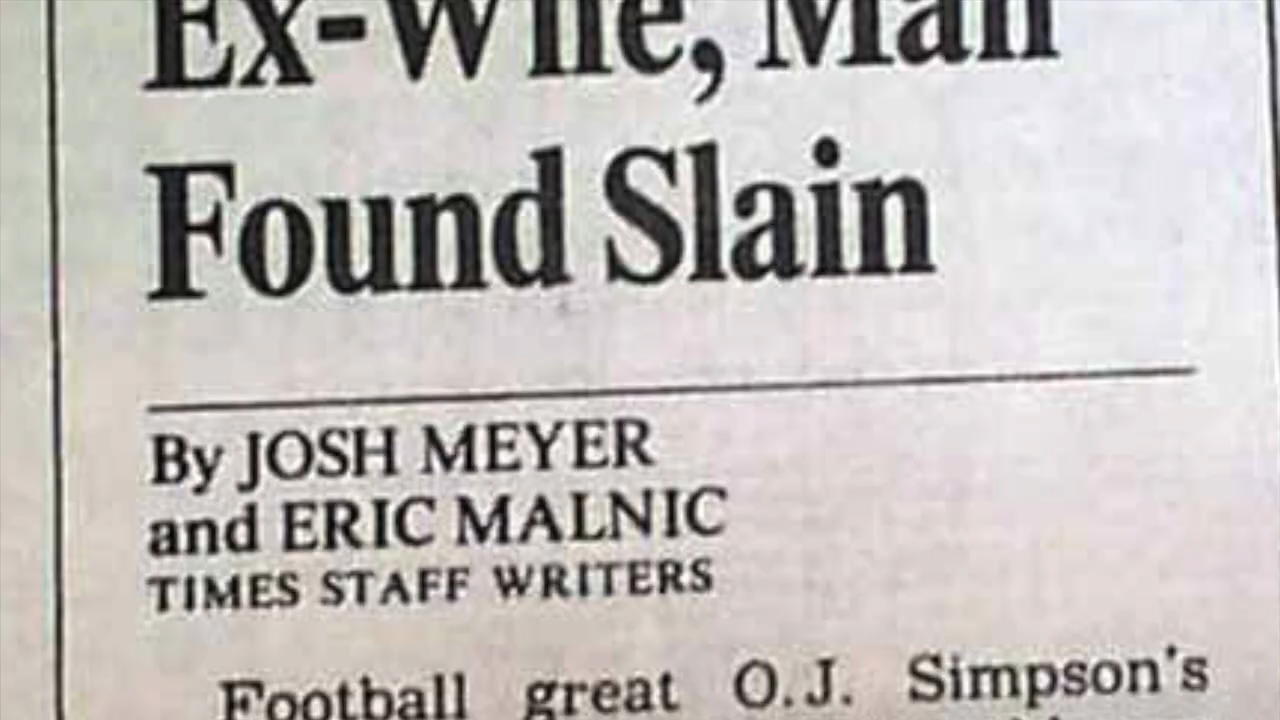 Ex-Wife, Man
Found Slain
By JOSH MEYER
and ERIC MALNIC
TIMES STAFF WRITERS
Football great O.J. Simpson's